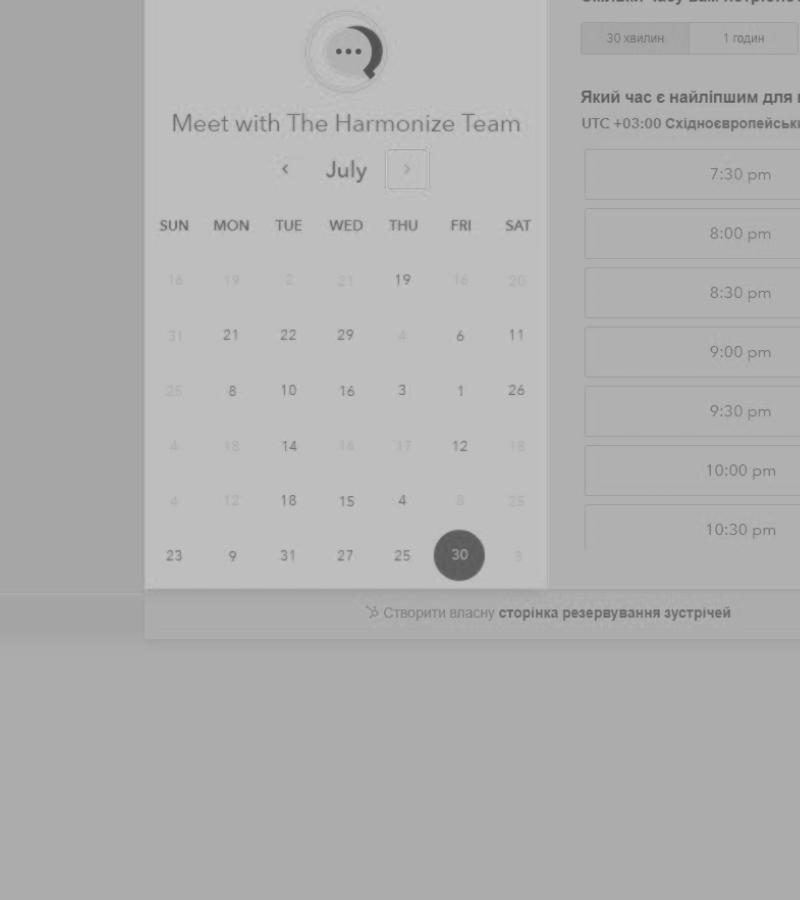 30 хвилин
1 годин
Який час є найліпшим для
UTC +03:00 Східноєвропейськ
Meet with The Harmonize Team
July
SUN MON TUE WED THU FRI SAT
16 19 2 21 19 16 20
31 21 22 29 4 6 11
25 8 10 16 3 1 26
4 18 14 16 17 12 18
4 12 18 15 4 8 25
23 9 31 27 25 30 3
7:30 pm
8:00 pm
8:30 pm
9:00 pm
9:30 pm
10:00 pm
10:30 pm
Створити власну сторінка резервування зустрічей